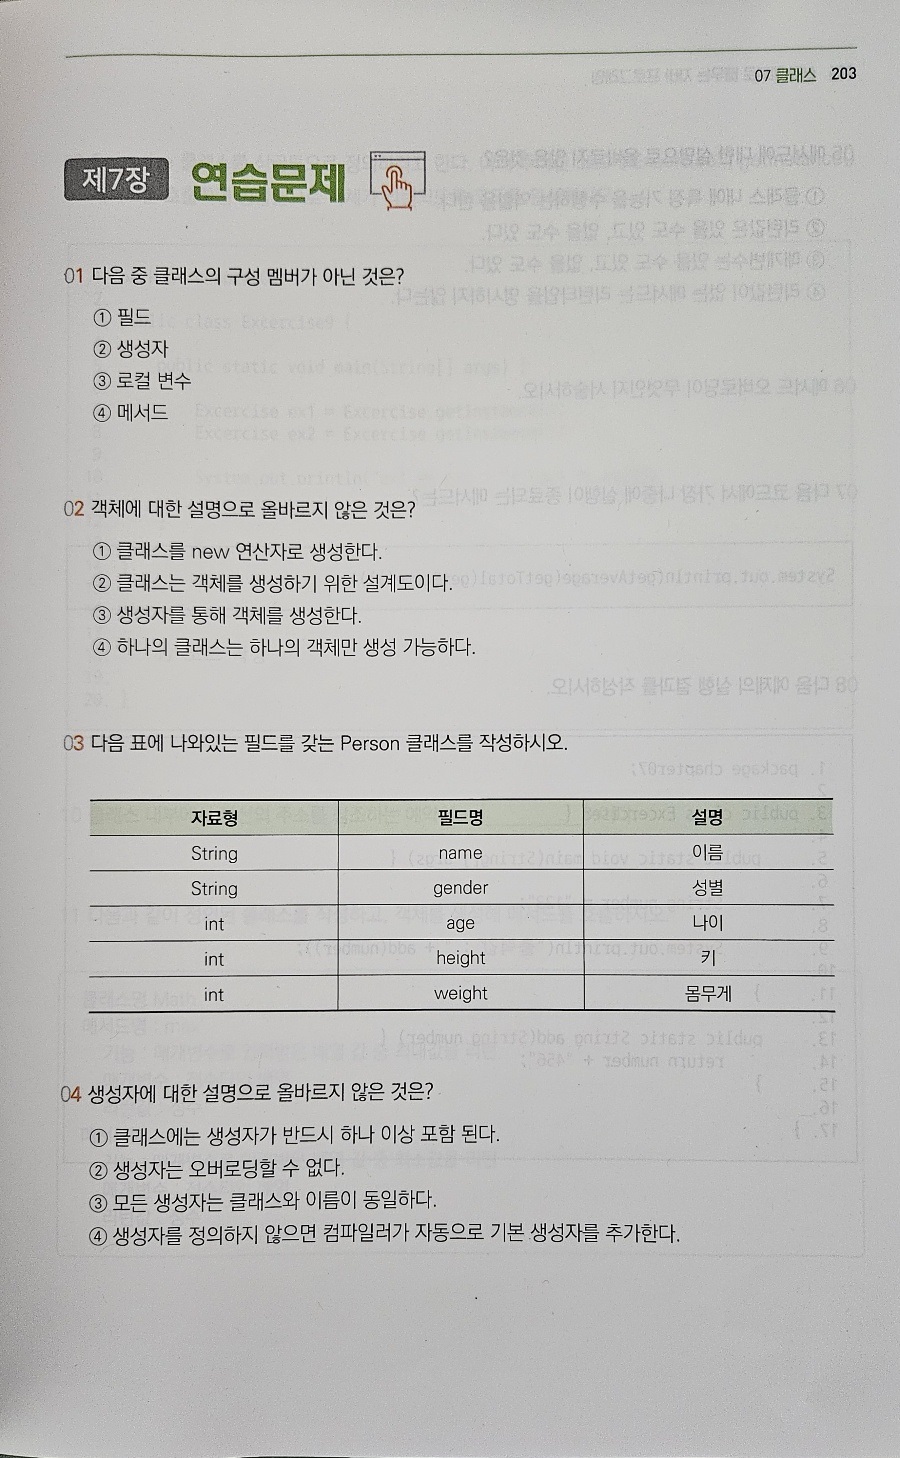 07 클래스 203
제7장 연습문제
01 다음 중 클래스의 구성 멤버가 아닌 것은?
① 필드
② 생성자
③ 로컬 변수
④ 메서드
02 객체에 대한 설명으로 올바르지 않은 것은?
① 클래스를 new 연산자로 생성한다.
② 클래스는 객체를 생성하기 위한 설계도이다.
③ 생성자를 통해 객체를 생성한다.
④ 하나의 클래스는 하나의 객체만 생성 가능하다.
03 다음 표에 나와있는 필드를 갖는 Person 클래스를 작성하시오.
자료형 필드명 설명
String name 이름
String gender 성별
int age 나이
int height 키
int weight 몸무게
04 생성자에 대한 설명으로 올바르지 않은 것은?
① 클래스에는 생성자가 반드시 하나 이상 포함 된다.
② 생성자는 오버로딩할 수 없다.
③ 모든 생성자는 클래스와 이름이 동일하다.
④ 생성자를 정의하지 않으면 컴파일러가 자동으로 기본 생성자를 추가한다.